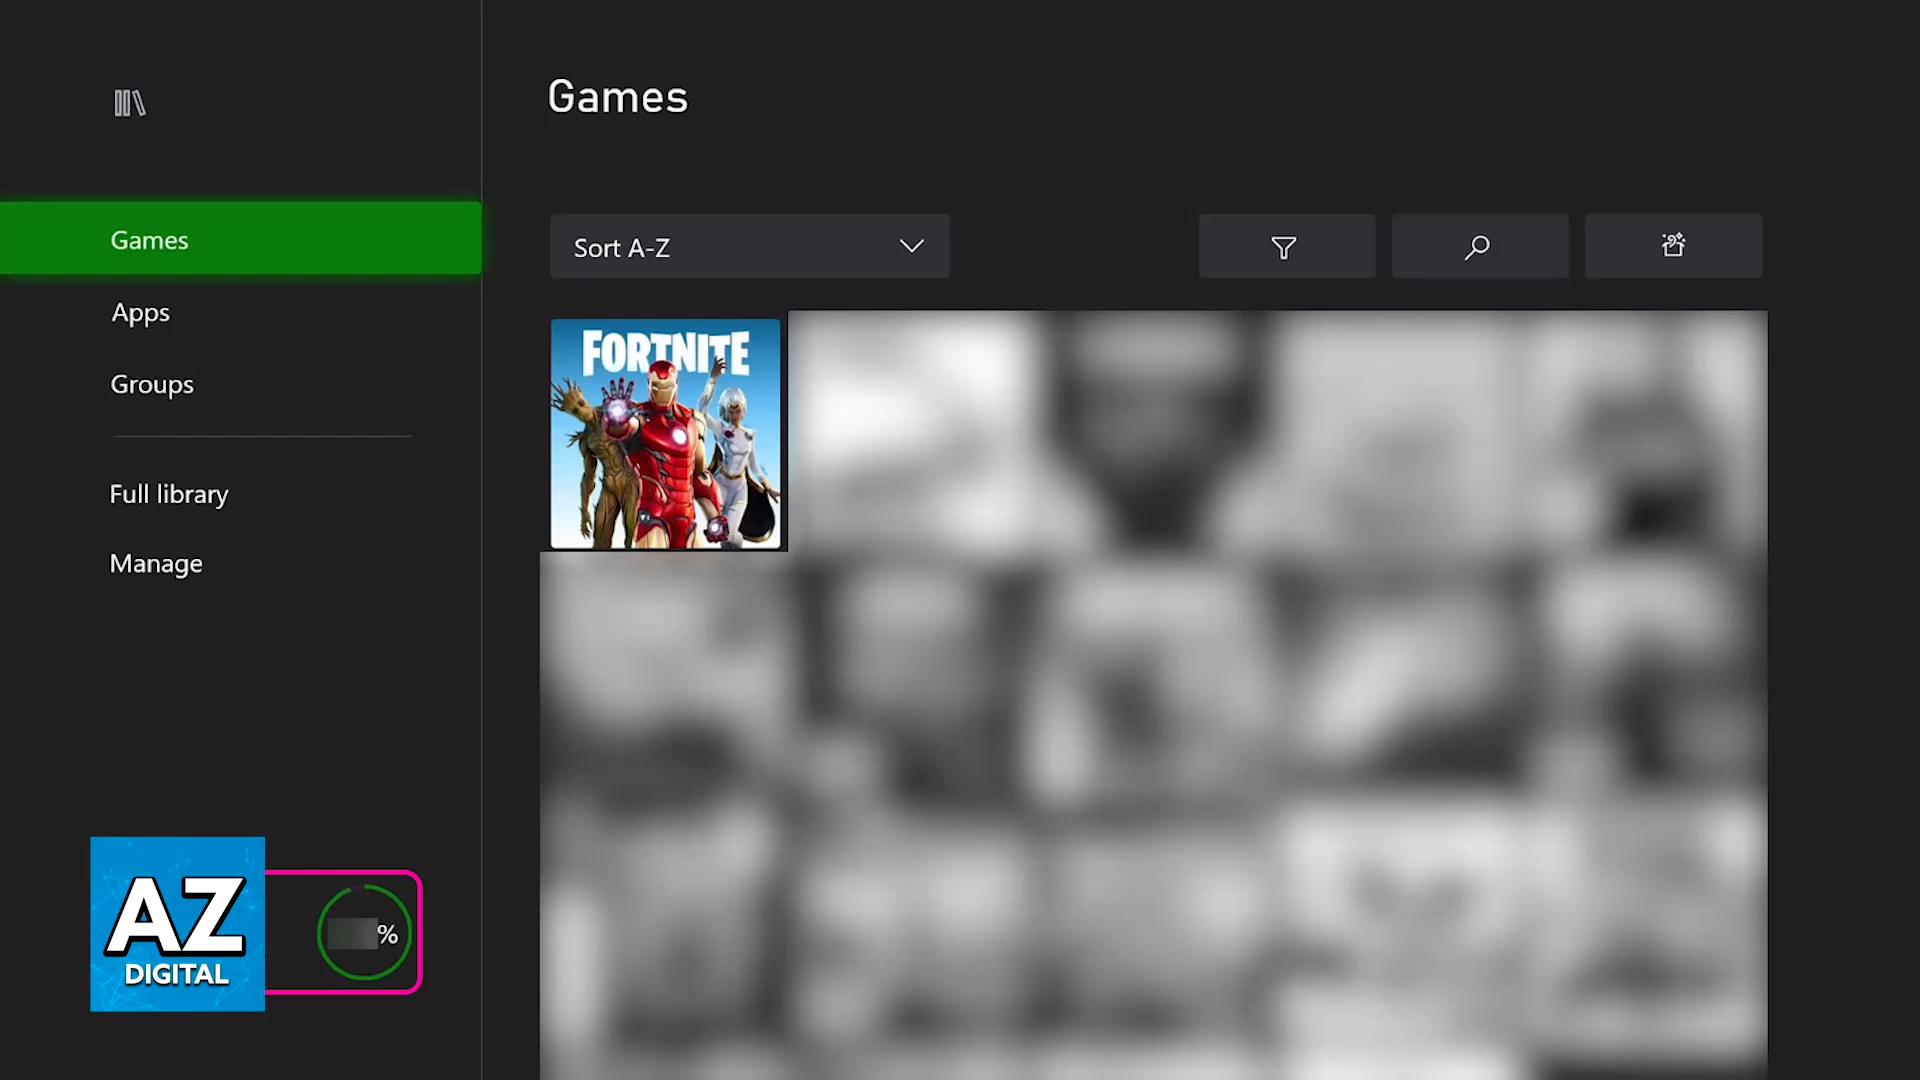 Games
Apps
Groups
Full library
Manage
AZ
DIGITAL
%
Games
Sort A-Z
FORTNITE